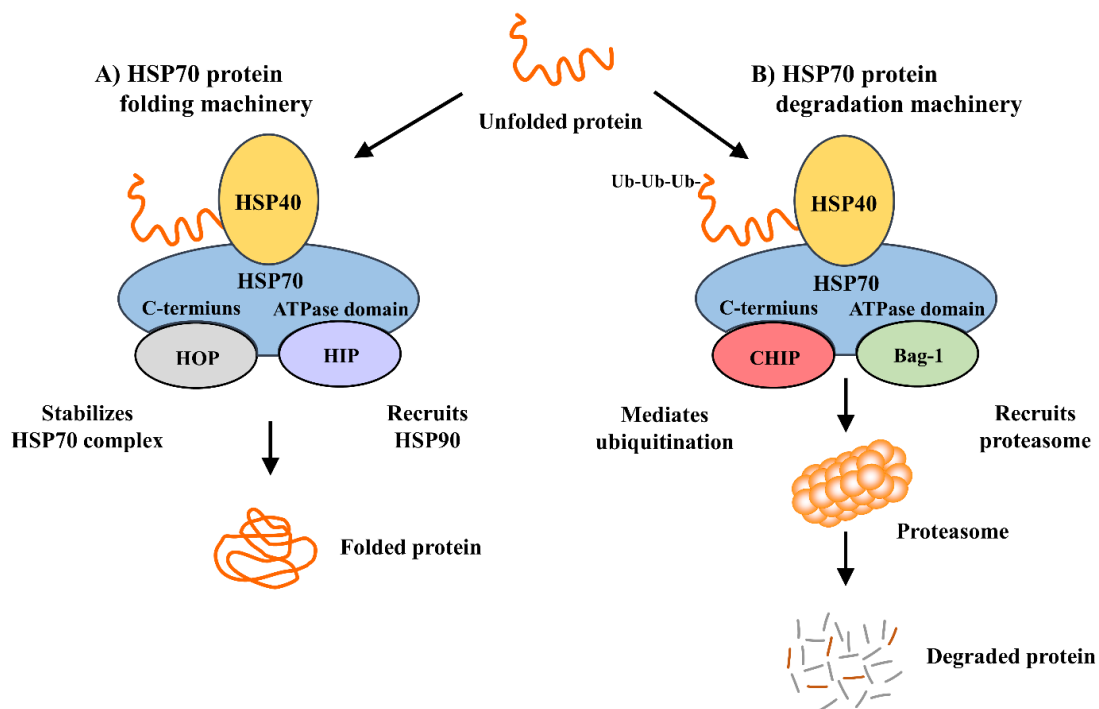 A) HSP70 protein
folding machinery
Unfolded protein
B) HSP70 protein
degradation machinery
HSP40
HSP70
C-termiuns
ATPase domain
HOP
HIP
Stabilizes
HSP70 complex
Recruits
HSP90
Folded protein
Ub-Ub-Ub-
HSP40
HSP70
C-termiuns
ATPase domain
CHIP
Bag-1
Mediates
ubiquitination
Recruits
proteasome
Proteasome
Degraded protein